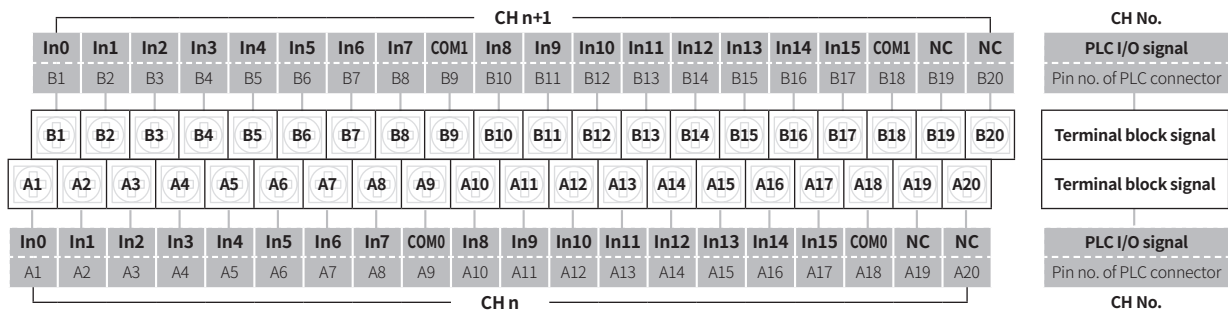 CH n+1 CH No.
In0 In1 In2 In3 In4 In5 In6 In7 COM1 In8 In9 In10 In11 In12 In13 In14 In15 COM1 NC NC PLC I/O signal
B1 B2 B3 B4 B5 B6 B7 B8 B9 B10 B11 B12 B13 B14 B15 B16 B17 B18 B19 B20 Pin no. of PLC connector
B1 B2 B3 B4 B5 B6 B7 B8 B9 B10 B11 B12 B13 B14 B15 B16 B17 B18 B19 B20 Terminal block signal
A1 A2 A3 A4 A5 A6 A7 A8 A9 A10 A11 A12 A13 A14 A15 A16 A17 A18 A19 A20 Terminal block signal
In0 In1 In2 In3 In4 In5 In6 In7 COM0 In8 In9 In10 In11 In12 In13 In14 In15 COM0 NC NC PLC I/O signal
A1 A2 A3 A4 A5 A6 A7 A8 A9 A10 A11 A12 A13 A14 A15 A16 A17 A18 A19 A20 Pin no. of PLC connector
CH n CH No.